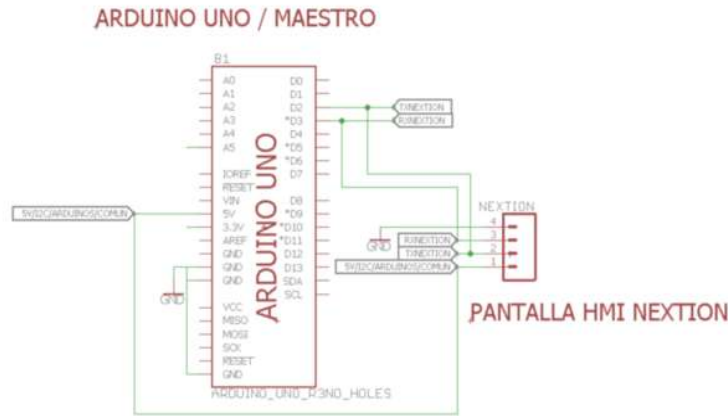 ARDUINO UNO / MAESTRO
B1
A0 D0
A1 D1
A2 D2 TXNEXTION
A3 *D3 RXNEXTION
A4 D4
A5 *D5
*D6
IOREF D7
RESET
VIN D8
5V/I2C/ARDUINOS/COMUN 5V *D9
3.3V *D10
AREF *D11
GND D12
GND D13
GND SDA
SCL
GND
VCC
MISO
MOSI
SCK
RESET
GND
ARDUINO UNO
ARDUINO_UNO_R3NO_HOLES
NEXTION
GND 4
RXNEXTION 3
TXNEXTION 2
5V/I2C/ARDUINOS/COMUN 1
PANTALLA HMI NEXTION